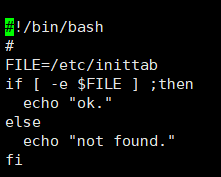 #!/bin/bash
#
FILE=/etc/inittab
if [ -e $FILE ] ;then
  echo "ok."
else
  echo "not found."
fi